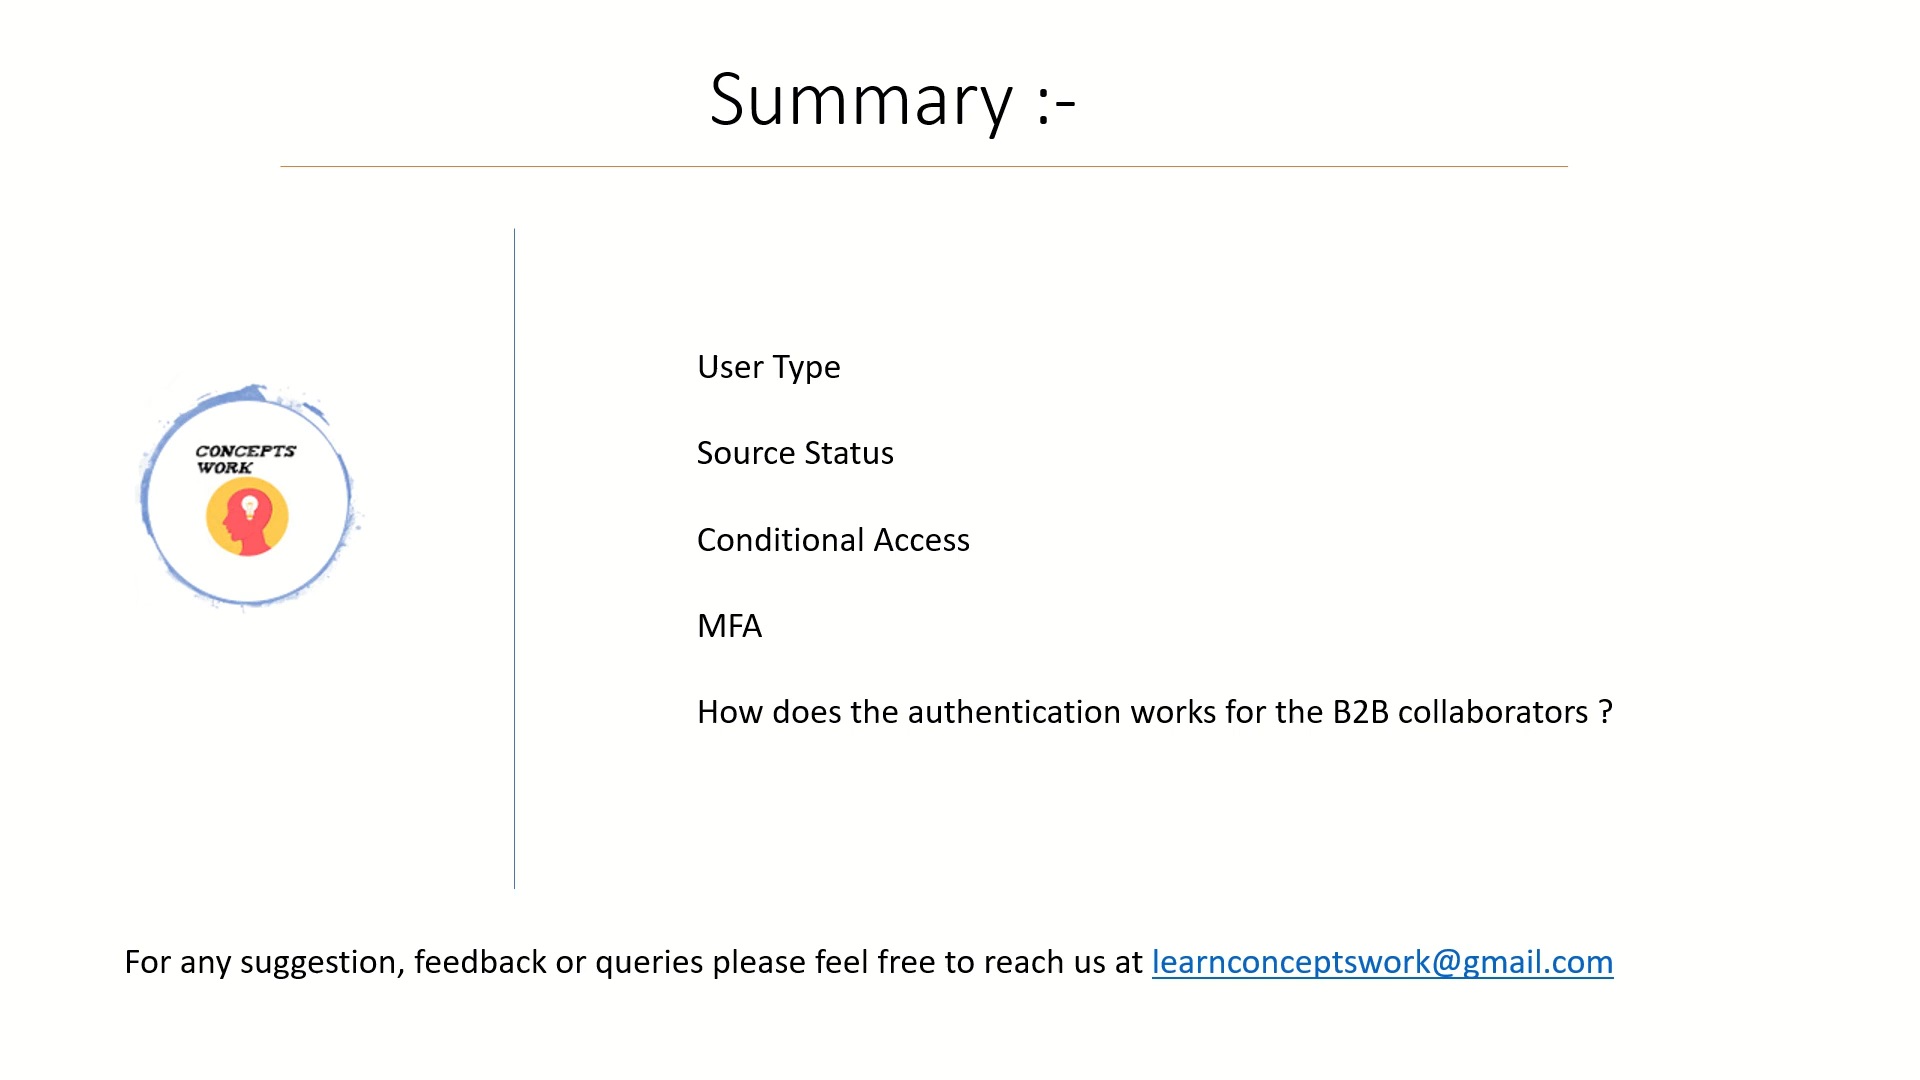 Summary :-
CONCEPTS
WORK
User Type
Source Status
Conditional Access
MFA
How does the authentication works for the B2B collaborators ?
For any suggestion, feedback or queries please feel free to reach us at learnconceptswork@gmail.com